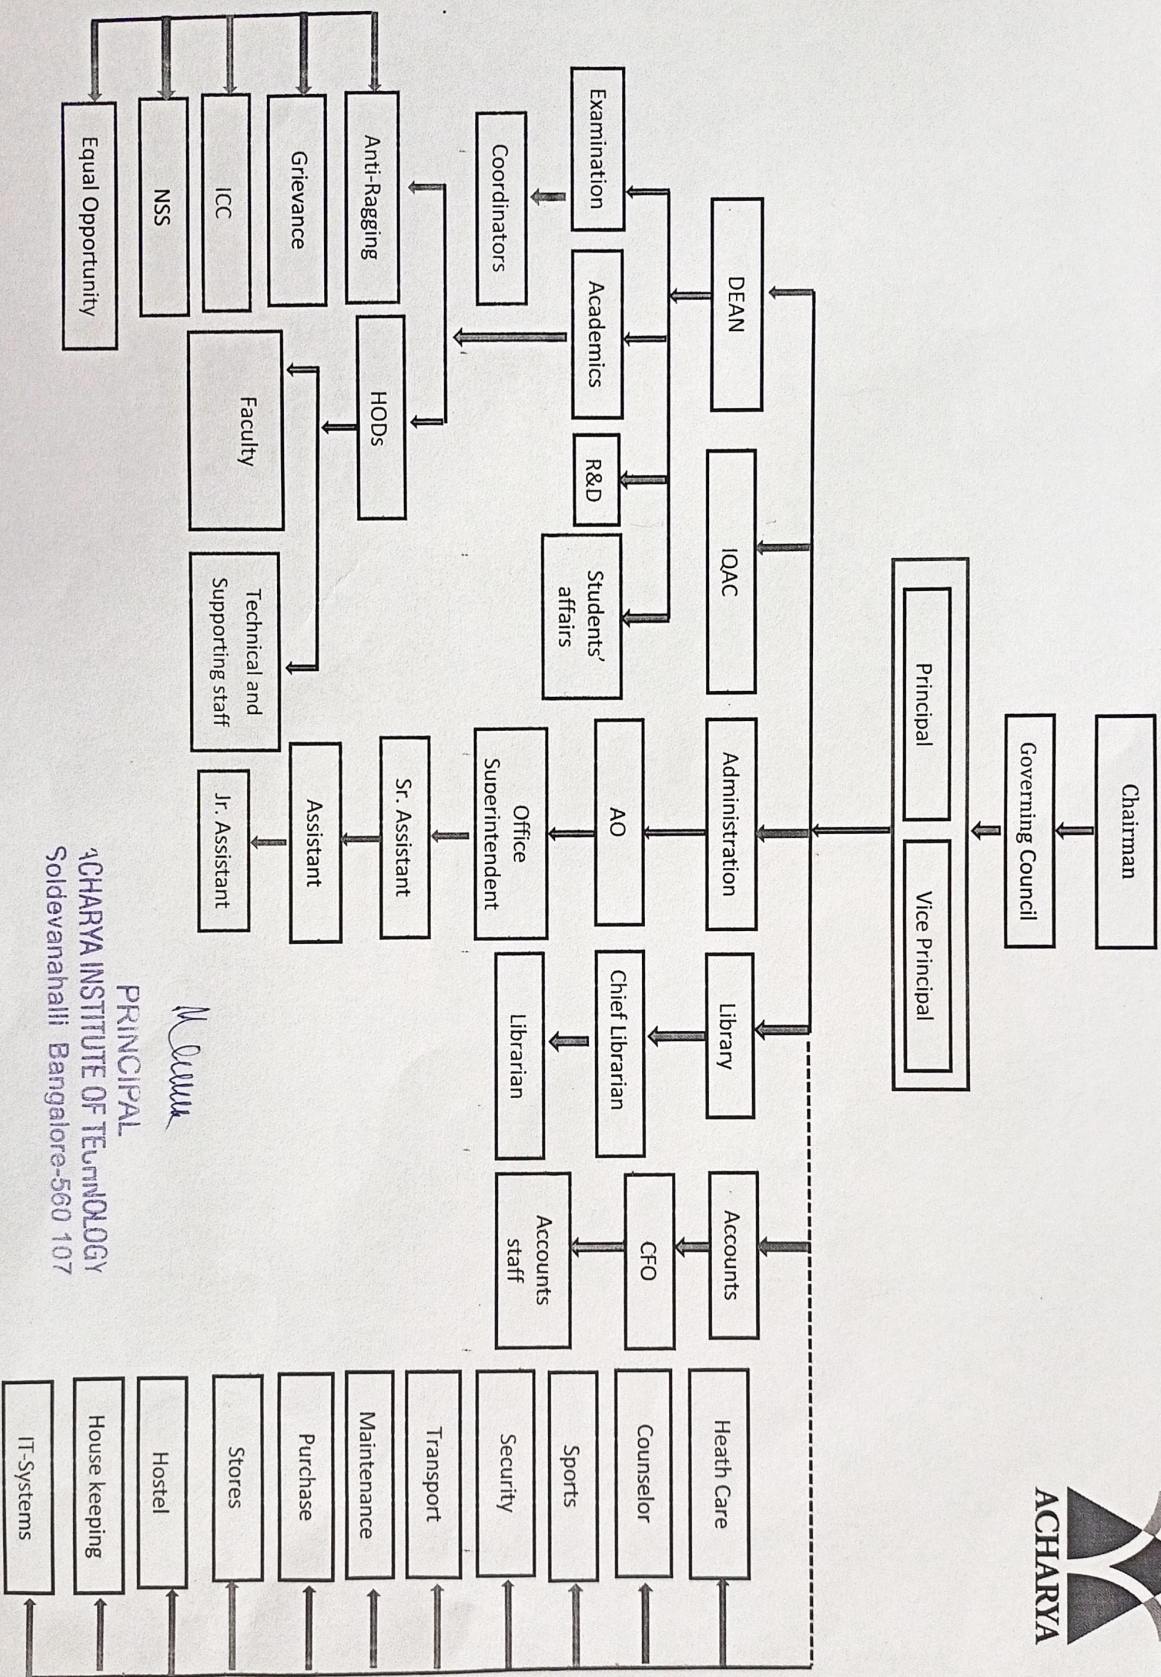 ACHARYA
Chairman
Governing Council
Principal
Vice Principal
DEAN
IQAC
Administration
Library
Accounts
Examination
Academics
R&D
Students'
affairs
AO
Chief Librarian
CFO
Coordinators
Office
Superintendent
Librarian
Accounts
staff
Anti-Ragging
Grievance
ICC
NSS
Equal Opportunity
HODs
Faculty
Technical and
Supporting staff
Sr. Assistant
Assistant
Jr. Assistant
Heath Care
Counselor
Sports
Security
Transport
Maintenance
Purchase
Stores
Hostel
House keeping
IT-Systems
PRINCIPAL
ACHARYA INSTITUTE OF TECHNOLOGY
Soldevanahalli Bangalore-560 107